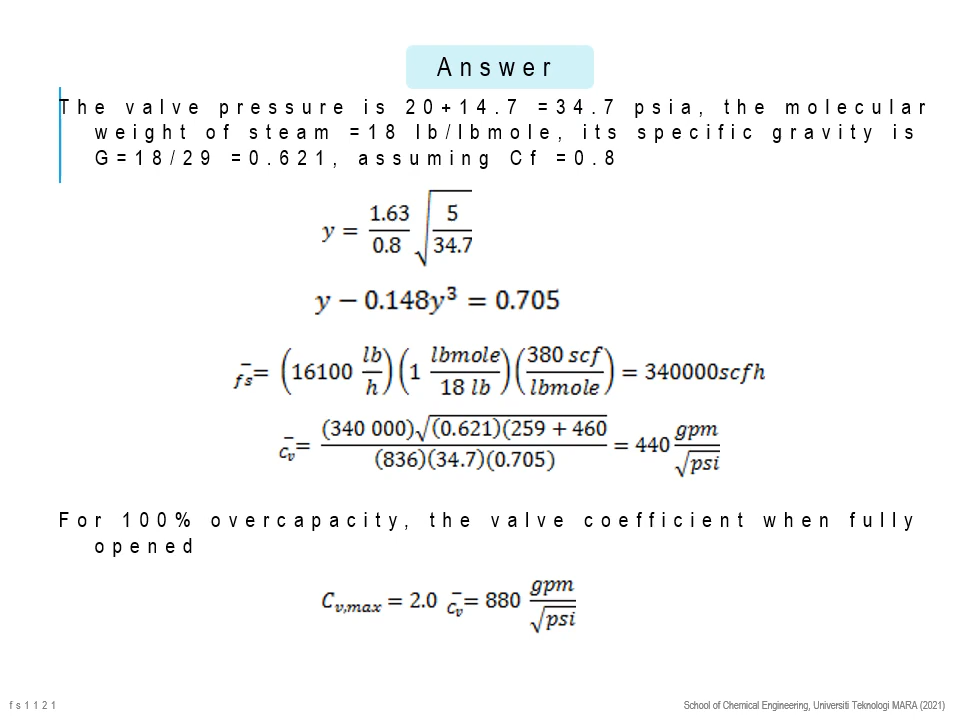 Answer
The valve pressure is 20+14.7 =34.7 psia, the molecular
weight of steam =18 lb/lbmole, its specific gravity is
G=18/29 =0.621, assuming Cf =0.8
y = 1.63/0.8 √(5/34.7)
y − 0.148y³ = 0.705
f̅s= (16100 lb/h)(1 lbmole/18 lb)(380 scf/lbmole) = 340000scfh
C̅v= (340 000)√(0.621)(259 + 460/(836)(34.7)(0.705) = 440 gpm/√psi
For 100% overcapacity, the valve coefficient when fully
opened
Cv,max = 2.0 C̅v= 880 gpm/√psi
fs1121
School of Chemical Engineering, Universiti Teknologi MARA (2021)